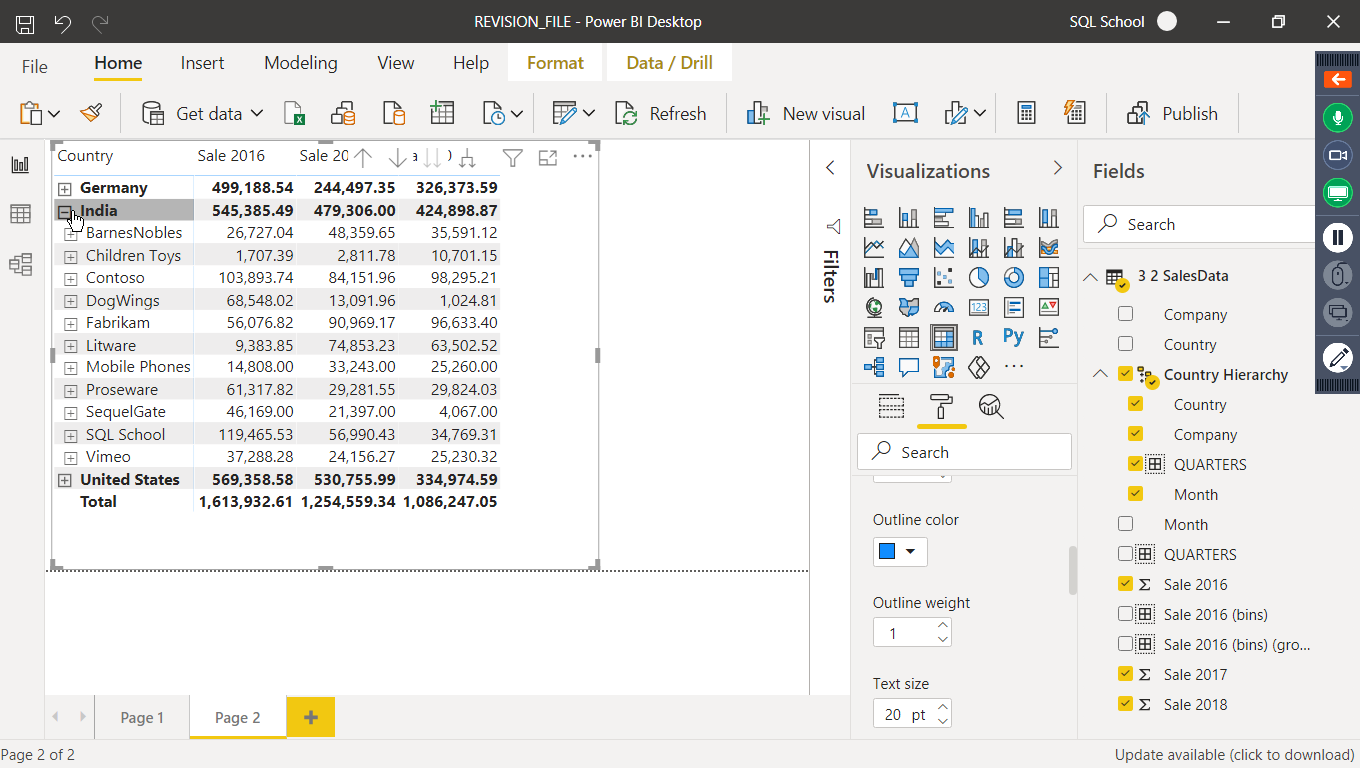 REVISION_FILE - Power BI Desktop
SQL School
File
Home
Insert
Modeling
View
Help
Format
Data / Drill
Get data
Refresh
New visual
Publish
Country
Sale 2016
Sale 20
Germany 499,188.54 244,497.35 326,373.59
India 545,385.49 479,306.00 424,898.87
BarnesNobles 26,727.04 48,359.65 35,591.12
Children Toys 1,707.39 2,811.78 10,701.15
Contoso 103,893.74 84,151.96 98,295.21
DogWings 68,548.02 13,091.96 1,024.81
Fabrikam 56,076.82 90,969.17 96,633.40
Litware 9,383.85 74,853.23 63,502.52
Mobile Phones 14,808.00 33,243.00 25,260.00
Proseware 61,317.82 29,281.55 29,824.03
SequelGate 46,169.00 21,397.00 4,067.00
SQL School 119,465.53 56,990.43 34,769.31
Vimeo 37,288.28 24,156.27 25,230.32
United States 569,358.58 530,755.99 334,974.59
Total 1,613,932.61 1,254,559.34 1,086,247.05
Filters
Visualizations
123
R
Py
Search
Outline color
Outline weight
1
Text size
20 pt
Fields
Search
3 2 SalesData
Company
Country
Country Hierarchy
Country
Company
QUARTERS
Month
Month
QUARTERS
Sale 2016
Sale 2016 (bins)
Sale 2016 (bins) (gro...
Sale 2017
Sale 2018
Page 1
Page 2
Page 2 of 2
Update available (click to download)